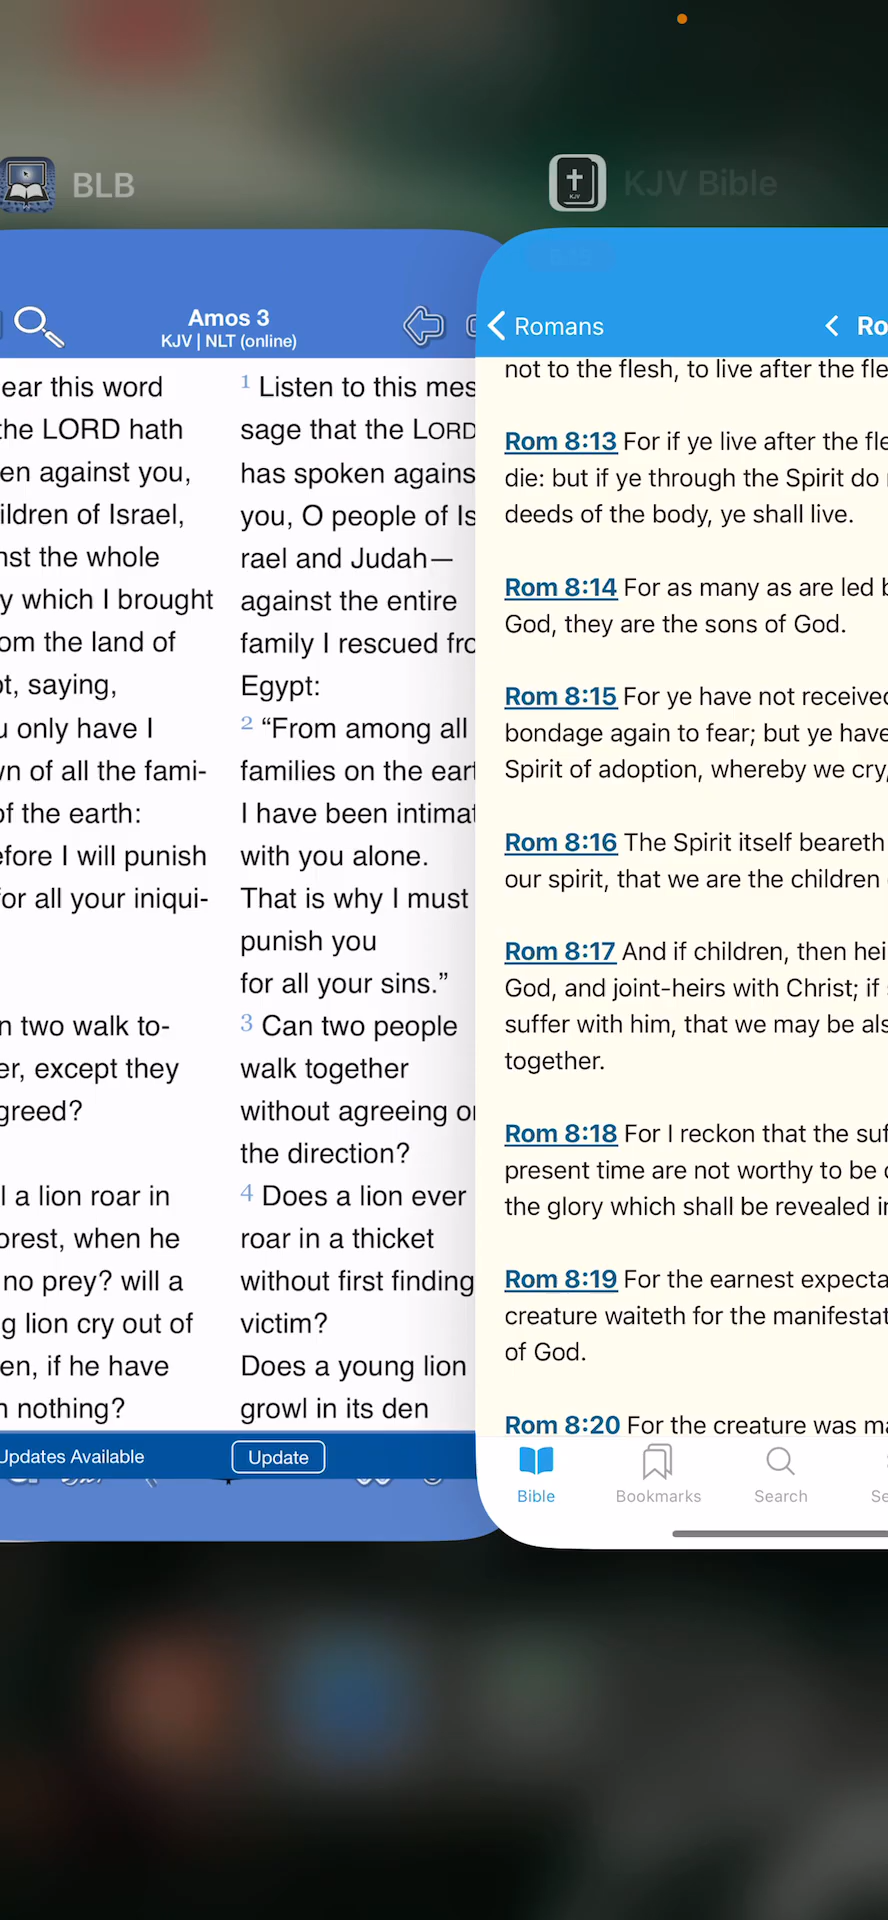 BLB
KJV Bible
Amos 3
KJV | NLT (online)
ear this word
the LORD hath
en against you,
ildren of Israel,
nst the whole
y which I brought
om the land of
ot, saying,
u only have I
wn of all the fami-
of the earth:
efore I will punish
for all your iniqui-
n two walk to-
er, except they
greed?
l a lion roar in
orest, when he
no prey? will a
g lion cry out of
en, if he have
n nothing?
1 Listen to this mes
sage that the LORD
has spoken agains
you, O people of Is
rael and Judah—
against the entire
family I rescued fro
Egypt:
2 “From among all
families on the eart
I have been intimat
with you alone.
That is why I must
punish you
for all your sins.”
3 Can two people
walk together
without agreeing on
the direction?
4 Does a lion ever
roar in a thicket
without first finding
victim?
Does a young lion
growl in its den
Updates Available
Update
Romans
Ro
not to the flesh, to live after the fle
Rom 8:13 For if ye live after the fle
die: but if ye through the Spirit do
deeds of the body, ye shall live.
Rom 8:14 For as many as are led b
God, they are the sons of God.
Rom 8:15 For ye have not received
bondage again to fear; but ye have
Spirit of adoption, whereby we cry,
Rom 8:16 The Spirit itself beareth
our spirit, that we are the children
Rom 8:17 And if children, then hei
God, and joint-heirs with Christ; if
suffer with him, that we may be als
together.
Rom 8:18 For I reckon that the suf
present time are not worthy to be
the glory which shall be revealed in
Rom 8:19 For the earnest expecta
creature waiteth for the manifestat
of God.
Rom 8:20 For the creature was ma
Bible
Bookmarks
Search
Se